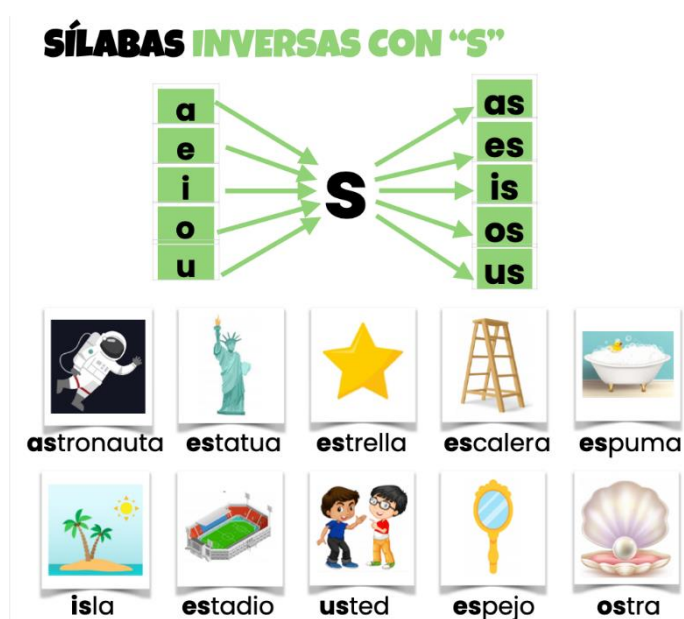 SÍLABAS INVERSAS CON “S”
a
e
i
o
u
S
as
es
is
os
us
astronauta estatua estrella escalera espuma
isla estadio usted espejo ostra